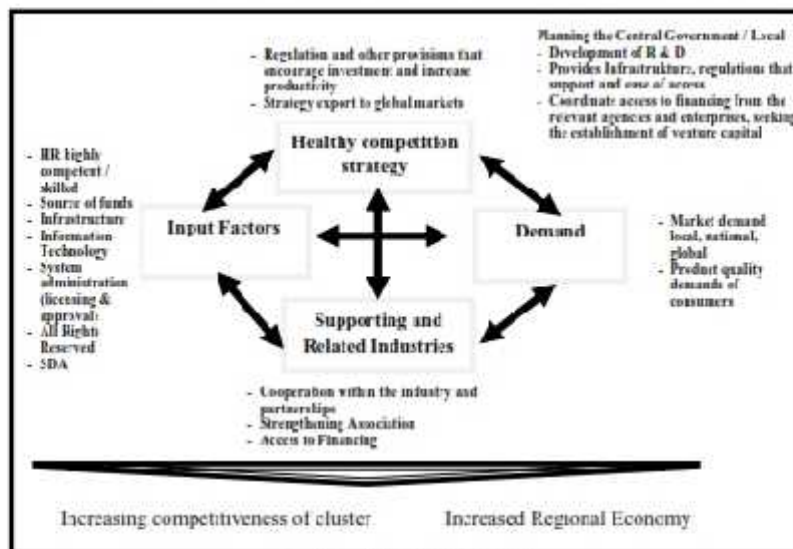 Planning the Central Government / Local
- Development of R & D
- Provides Infrastrukture, regulations that
support and ease of access
- Coordinate access to financing from the
relevant agencies and enterprises, seeking
the establishment of venture capital
- Regulation and other provisions that
encourage investment and increase
productivity
- Strategy export to global markets
Healthy competition
strategy
- HR highly
competent /
skilled
- Source of funds
- Infrastructure
- Information
Technology
- System
administration
(licensing &
approval)
- All Rights
Reserved
- SDA
Input Factors
Demand
- Market demand
local, national,
global
- Product quality
demands of
consumers
Supporting and
Related Industries
- Cooperation within the industry and
partnerships
- Strengthening Association
- Access to Financing
Increasing competitiveness of cluster
Increased Regional Economy